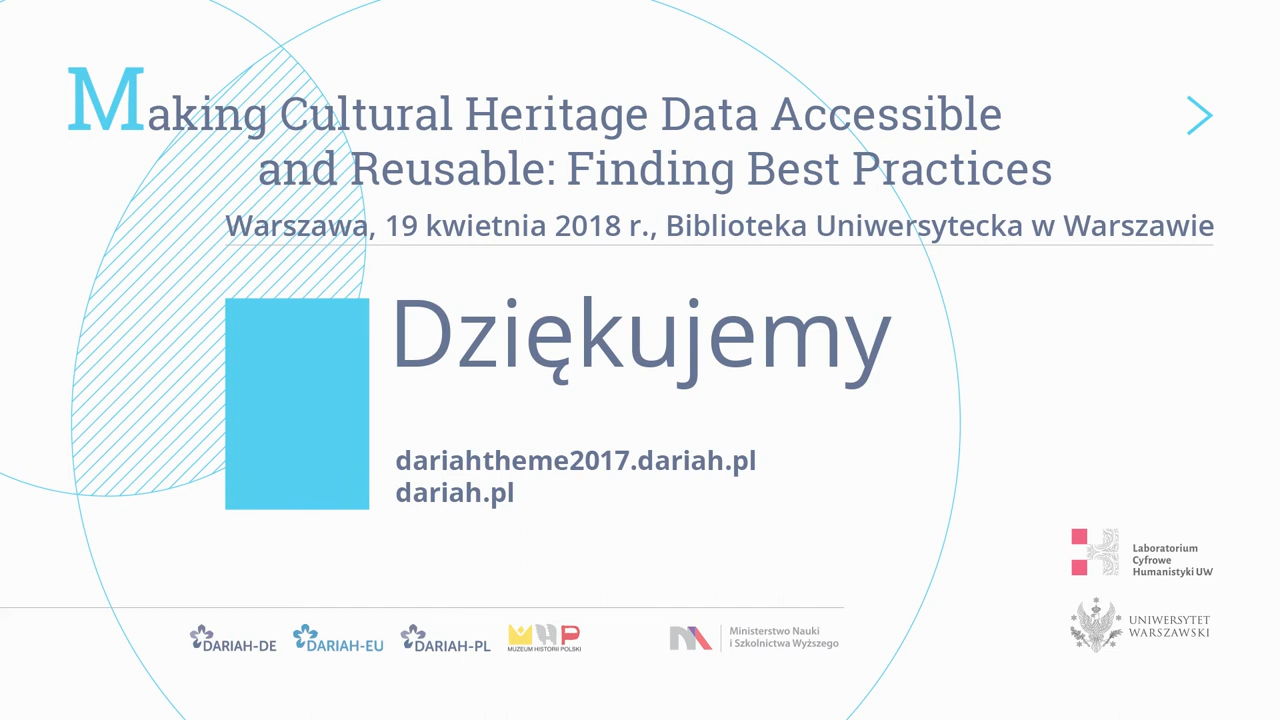 Making Cultural Heritage Data Accessible
and Reusable: Finding Best Practices
Warszawa, 19 kwietnia 2018 r., Biblioteka Uniwersytecka w Warszawie
Dziękujemy
dariahtheme2017.dariah.pl
dariah.pl
Laboratorium
Cyfrowe
Humanistyki UW
UNIWERSYTET
WARSZAWSKI
DARIAH-DE
DARIAH-EU
DARIAH-PL
MHP
MUZEUM HISTORII POLSKI
Ministerstwo Nauki
i Szkolnictwa Wyższego